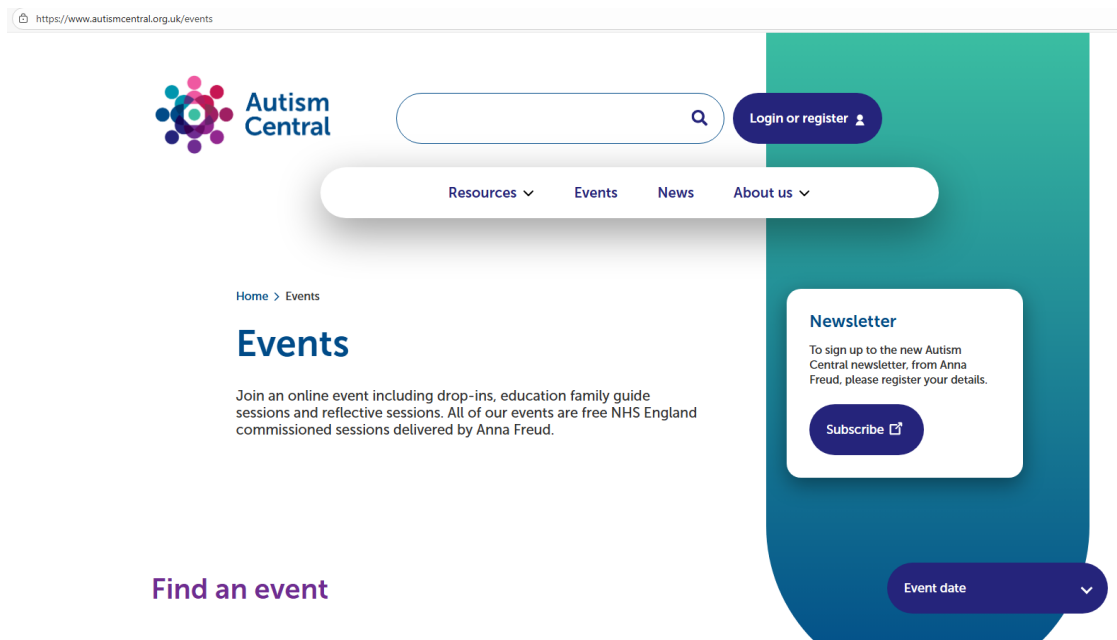 https://www.autismcentral.org.uk/events
Autism
Central
Login or register
Resources
Events
News
About us
Home > Events
Events
Join an online event including drop-ins, education family guide
sessions and reflective sessions. All of our events are free NHS England
commissioned sessions delivered by Anna Freud.
Newsletter
To sign up to the new Autism
Central newsletter, from Anna
Freud, please register your details.
Subscribe
Find an event
Event date